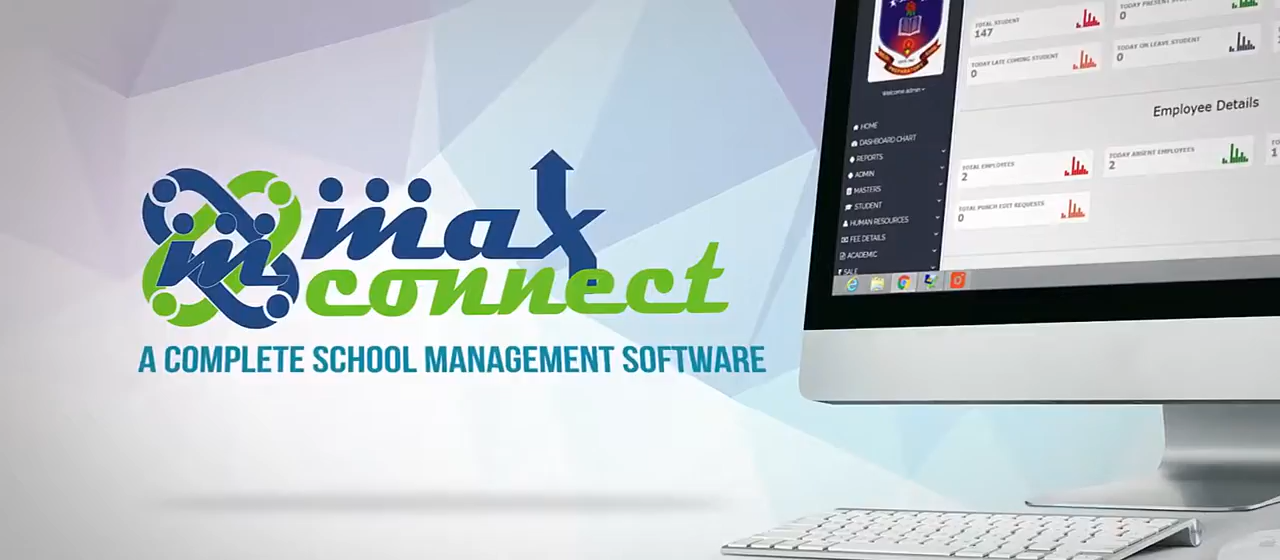 max
connect
A COMPLETE SCHOOL MANAGEMENT SOFTWARE
TOTAL STUDENT
147
0
TODAY LATE COMING STUDENT
0
TODAY ON LEAVE STUDENT
0
Welcome admin
HOME
DASHBOARD CHART
REPORTS
ADMIN
MASTERS
STUDENT
HUMAN RESOURCES
FEE DETAILS
ACADEMIC
SALE
Employee Details
TOTAL EMPLOYEES
2
TODAY ABSENT EMPLOYEES
2
TOTAL PUNCH EDIT REQUESTS
0